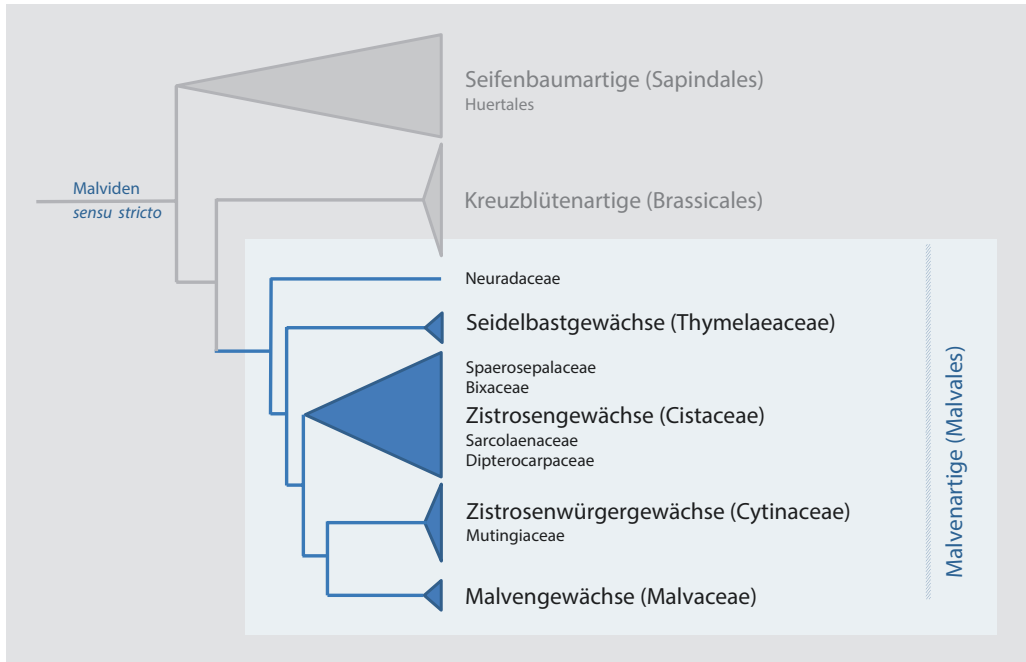 Seifenbaumartige (Sapindales)
Huertales
Malviden
sensu stricto
Kreuzblütenartige (Brassicales)
Neuradaceae
Seidelbastgewächse (Thymelaeaceae)
Spaerosepalaceae
Bixaceae
Zistrosengewächse (Cistaceae)
Sarcolaenaceae
Dipterocarpaceae
Zistrosenwürgergewächse (Cytinaceae)
Mutingiaceae
Malvengewächse (Malvaceae)
Malvenartige (Malvales)